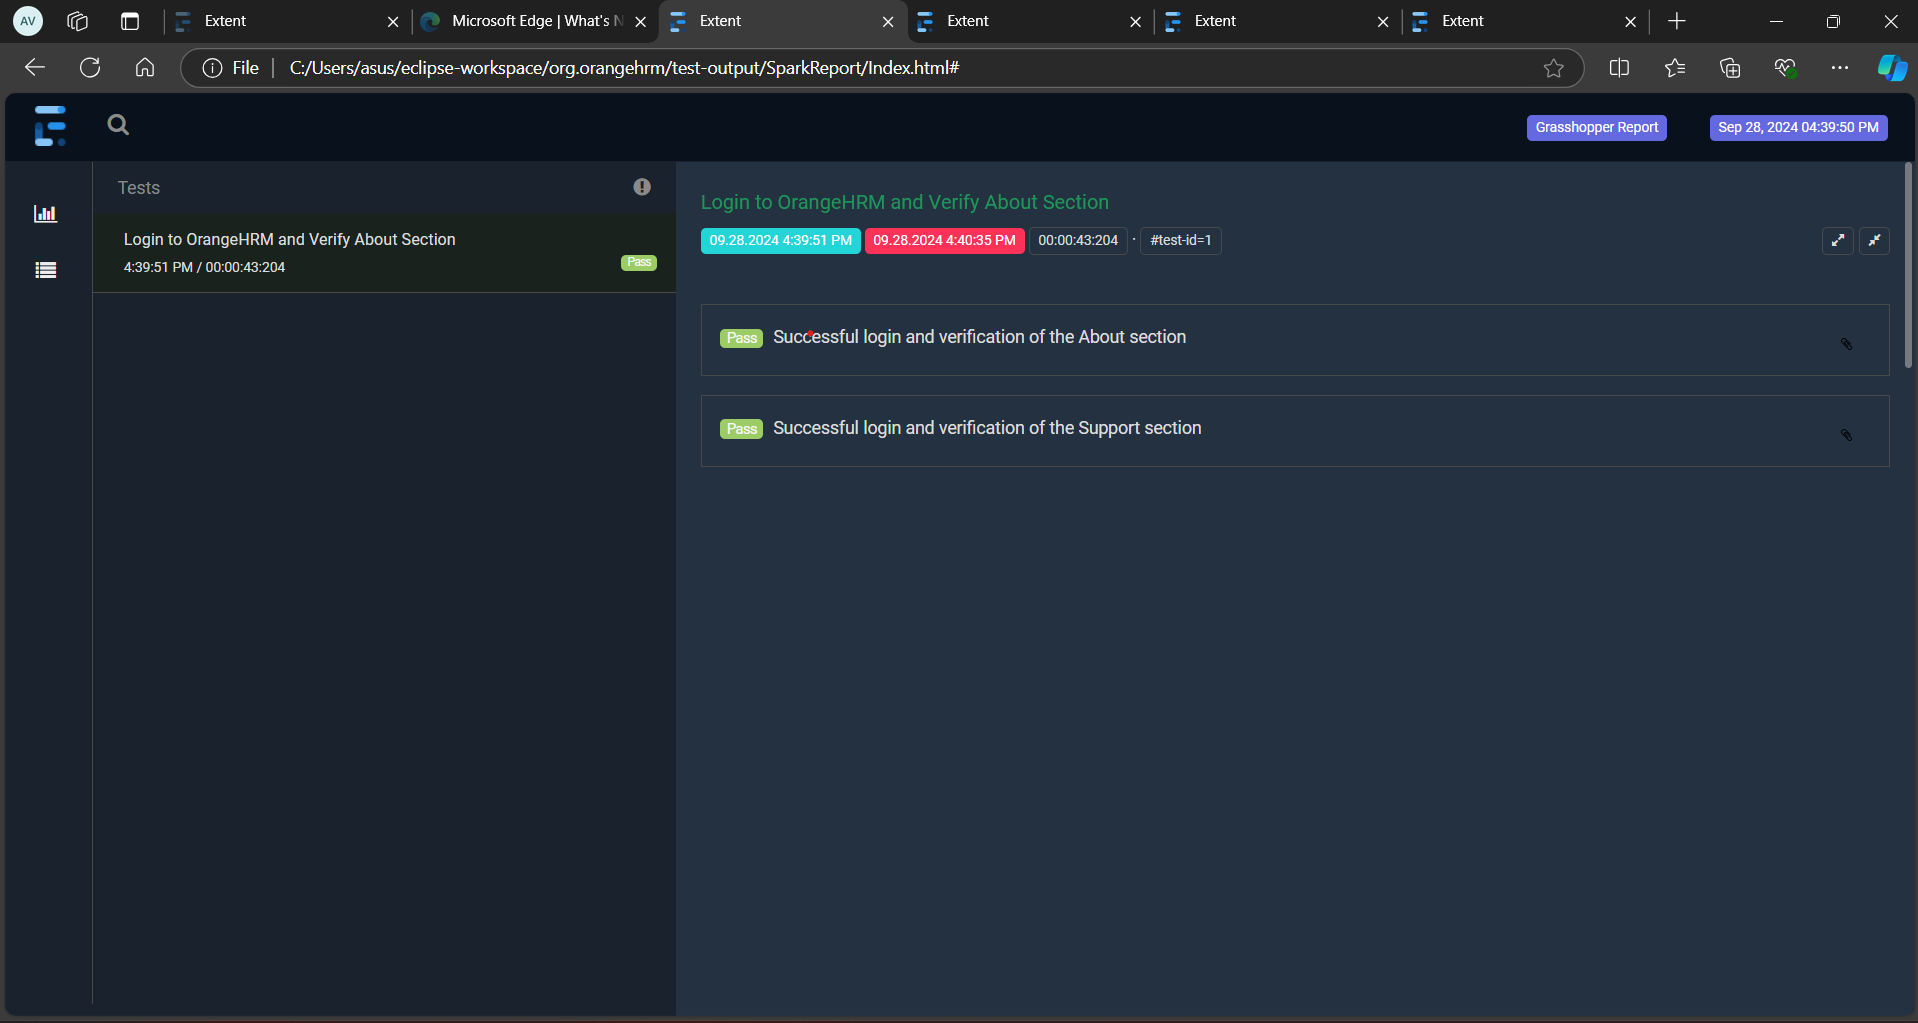 AV
Extent
Microsoft Edge | What's N
Extent
Extent
Extent
Extent
File
C:/Users/asus/eclipse-workspace/org.orangehrm/test-output/SparkReport/Index.html#
Grasshopper Report
Sep 28, 2024 04:39:50 PM
Tests
Login to OrangeHRM and Verify About Section
4:39:51 PM / 00:00:43:204
Pass
Login to OrangeHRM and Verify About Section
09.28.2024 4:39:51 PM 09.28.2024 4:40:35 PM 00:00:43:204 · #test-id=1
Pass Successful login and verification of the About section
Pass Successful login and verification of the Support section